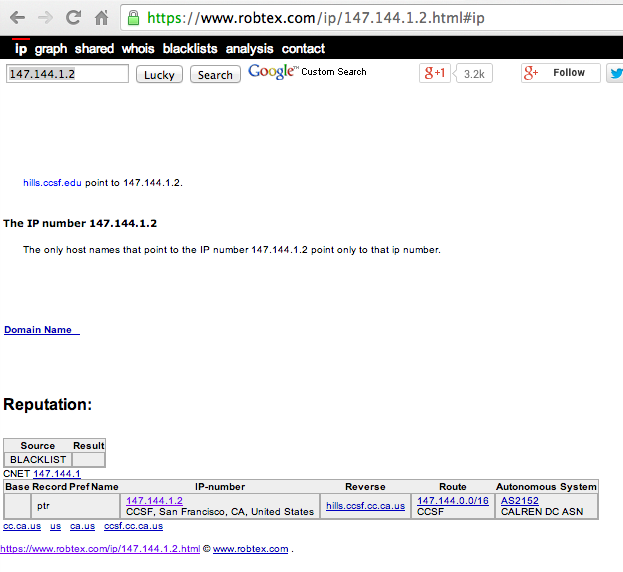 https://www.robtex.com/ip/147.144.1.2.html#ip
ip graph shared whois blacklists analysis contact
147.144.1.2 Lucky Search Google™ Custom Search g+1 3.2k g+ Follow
hills.ccsf.edu point to 147.144.1.2.
The IP number 147.144.1.2
The only host names that point to the IP number 147.144.1.2 point only to that ip number.
Domain Name
Reputation:
Source Result
BLACKLIST
CNET 147.144.1
Base Record Pref Name IP-number Reverse Route Autonomous System
ptr 147.144.1.2 hills.ccsf.cc.ca.us 147.144.0.0/16 AS2152
CCSF, San Francisco, CA, United States CCSF CALREN DC ASN
cc.ca.us us ca.us ccsf.cc.ca.us
https://www.robtex.com/ip/147.144.1.2.html © www.robtex.com .